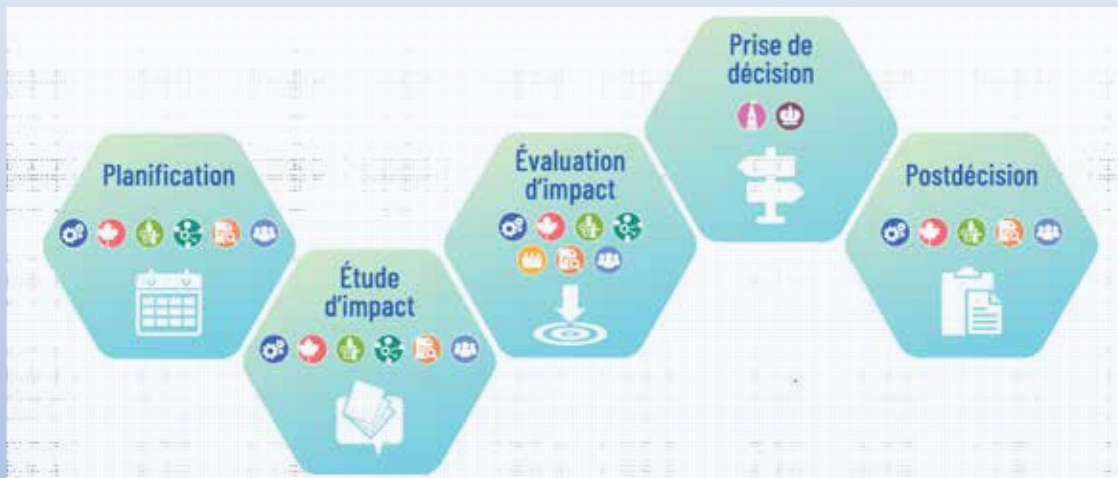 Planification
Étude
d'impact
Évaluation
d'impact
Prise de
décision
Postdécision